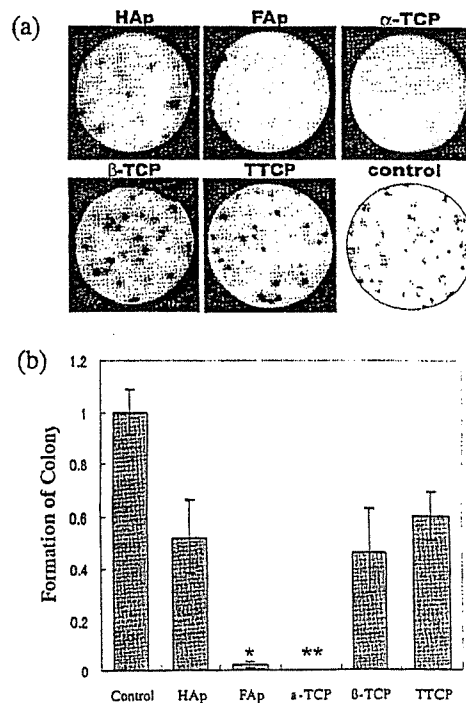 (a)
HAp FAp α-TCP
β-TCP TTCP control
(b)
Formation of Colony
1.2
1
0.8
0.6
0.4
0.2
0
* **
Control HAp FAp a-TCP β-TCP TTCP